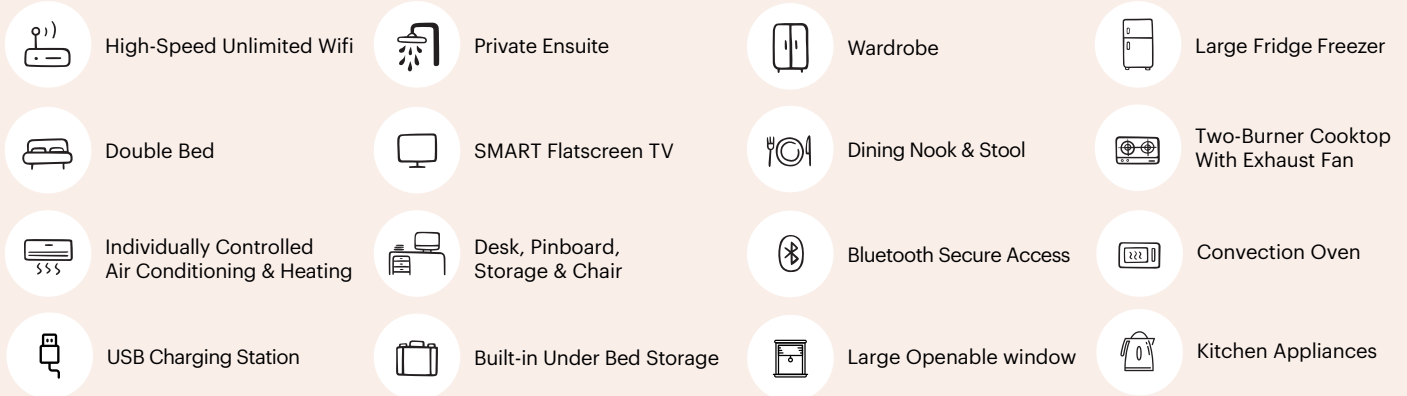 High-Speed Unlimited Wifi
Private Ensuite
Wardrobe
Large Fridge Freezer
Double Bed
SMART Flatscreen TV
Dining Nook & Stool
Two-Burner Cooktop
With Exhaust Fan
Individually Controlled
Air Conditioning & Heating
Desk, Pinboard,
Storage & Chair
Bluetooth Secure Access
Convection Oven
USB Charging Station
Built-in Under Bed Storage
Large Openable window
Kitchen Appliances